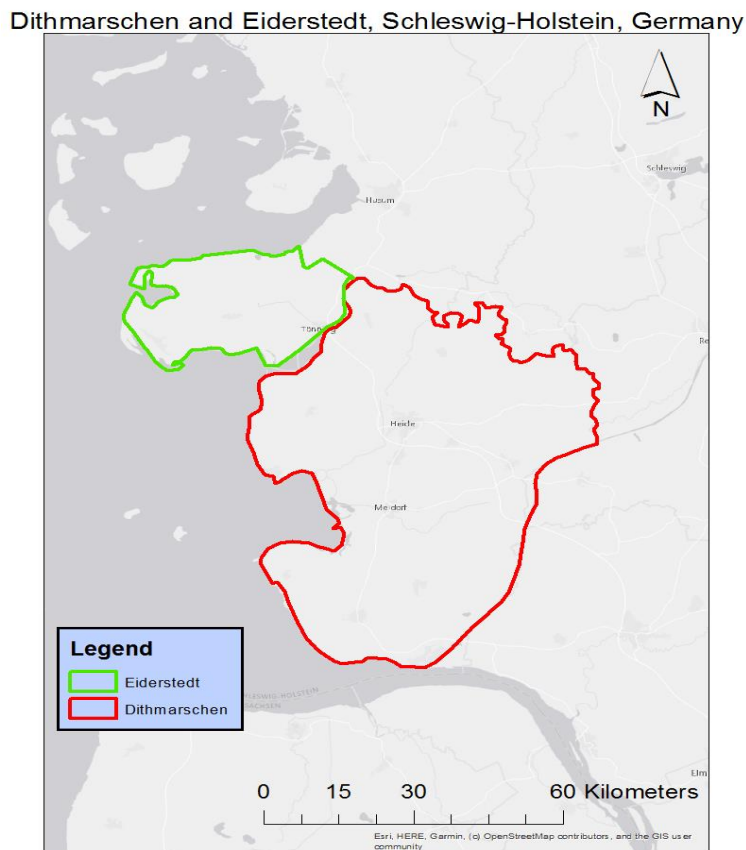 Dithmarschen and Eiderstedt, Schleswig-Holstein, Germany
N
Schleswig
Husum
Heide
Meldorf
Legend
Eiderstedt
Dithmarschen
Elm
0 15 30 60 Kilometers
Esri, HERE, Garmin, (c) OpenStreetMap contributors, and the GIS user
community